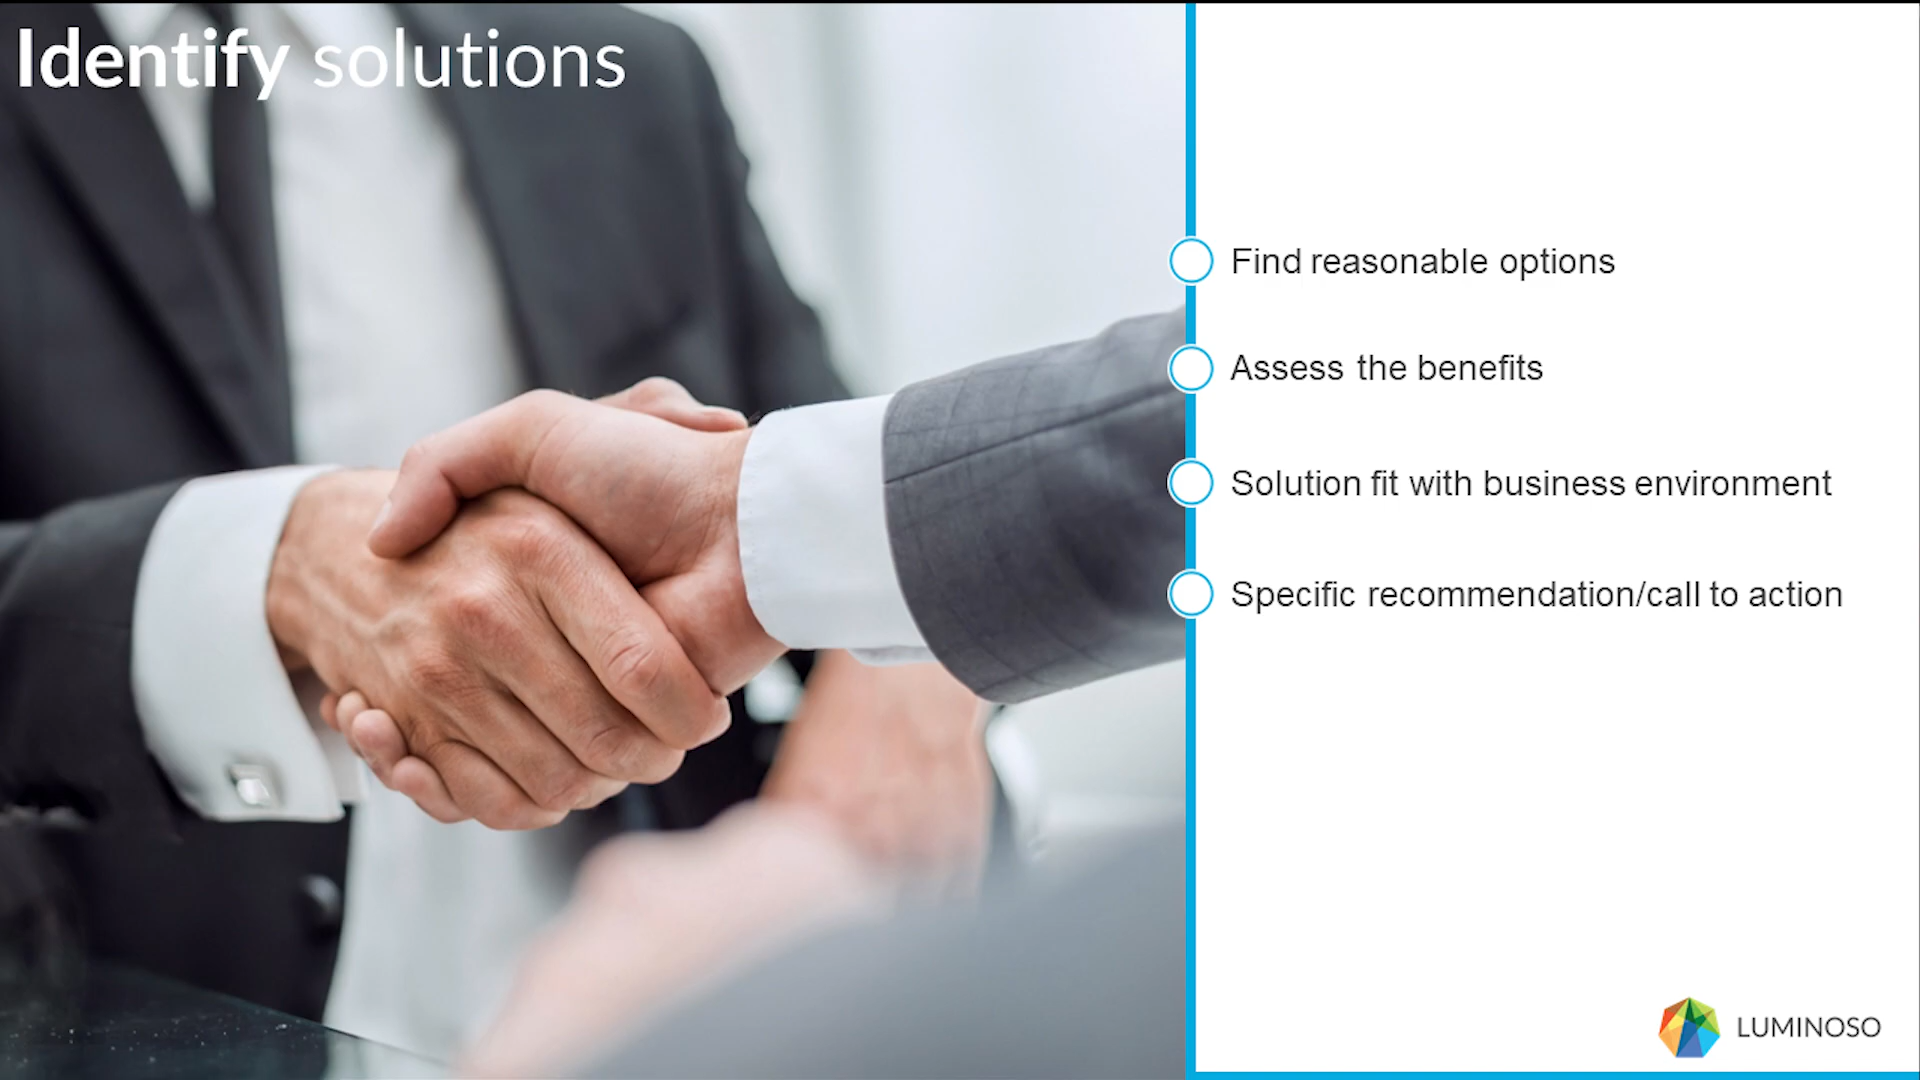 Identify solutions
Find reasonable options
Assess the benefits
Solution fit with business environment
Specific recommendation/call to action
LUMINOSO